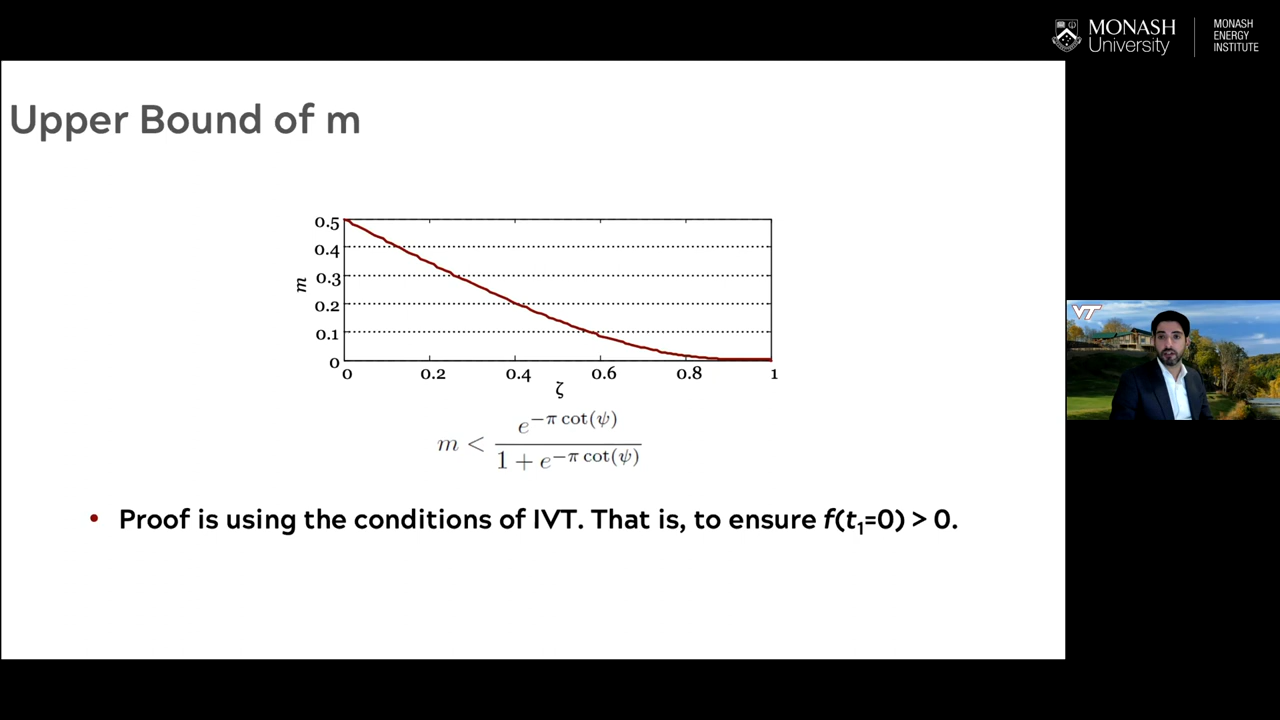 MONASH University
MONASH ENERGY INSTITUTE
Upper Bound of m
0.5
0.4
0.3
0.2
0.1
0
m
0 0.2 0.4 0.6 0.8 1
ζ
m < e^{−π cot(ψ)} / (1 + e^{−π cot(ψ)})
• Proof is using the conditions of IVT. That is, to ensure f(t₁=0) > 0.
VT